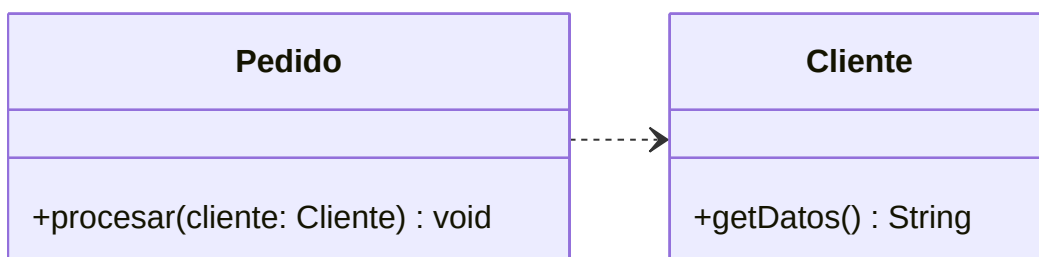 Pedido
+procesar(cliente: Cliente) : void
Cliente
+getDatos() : String